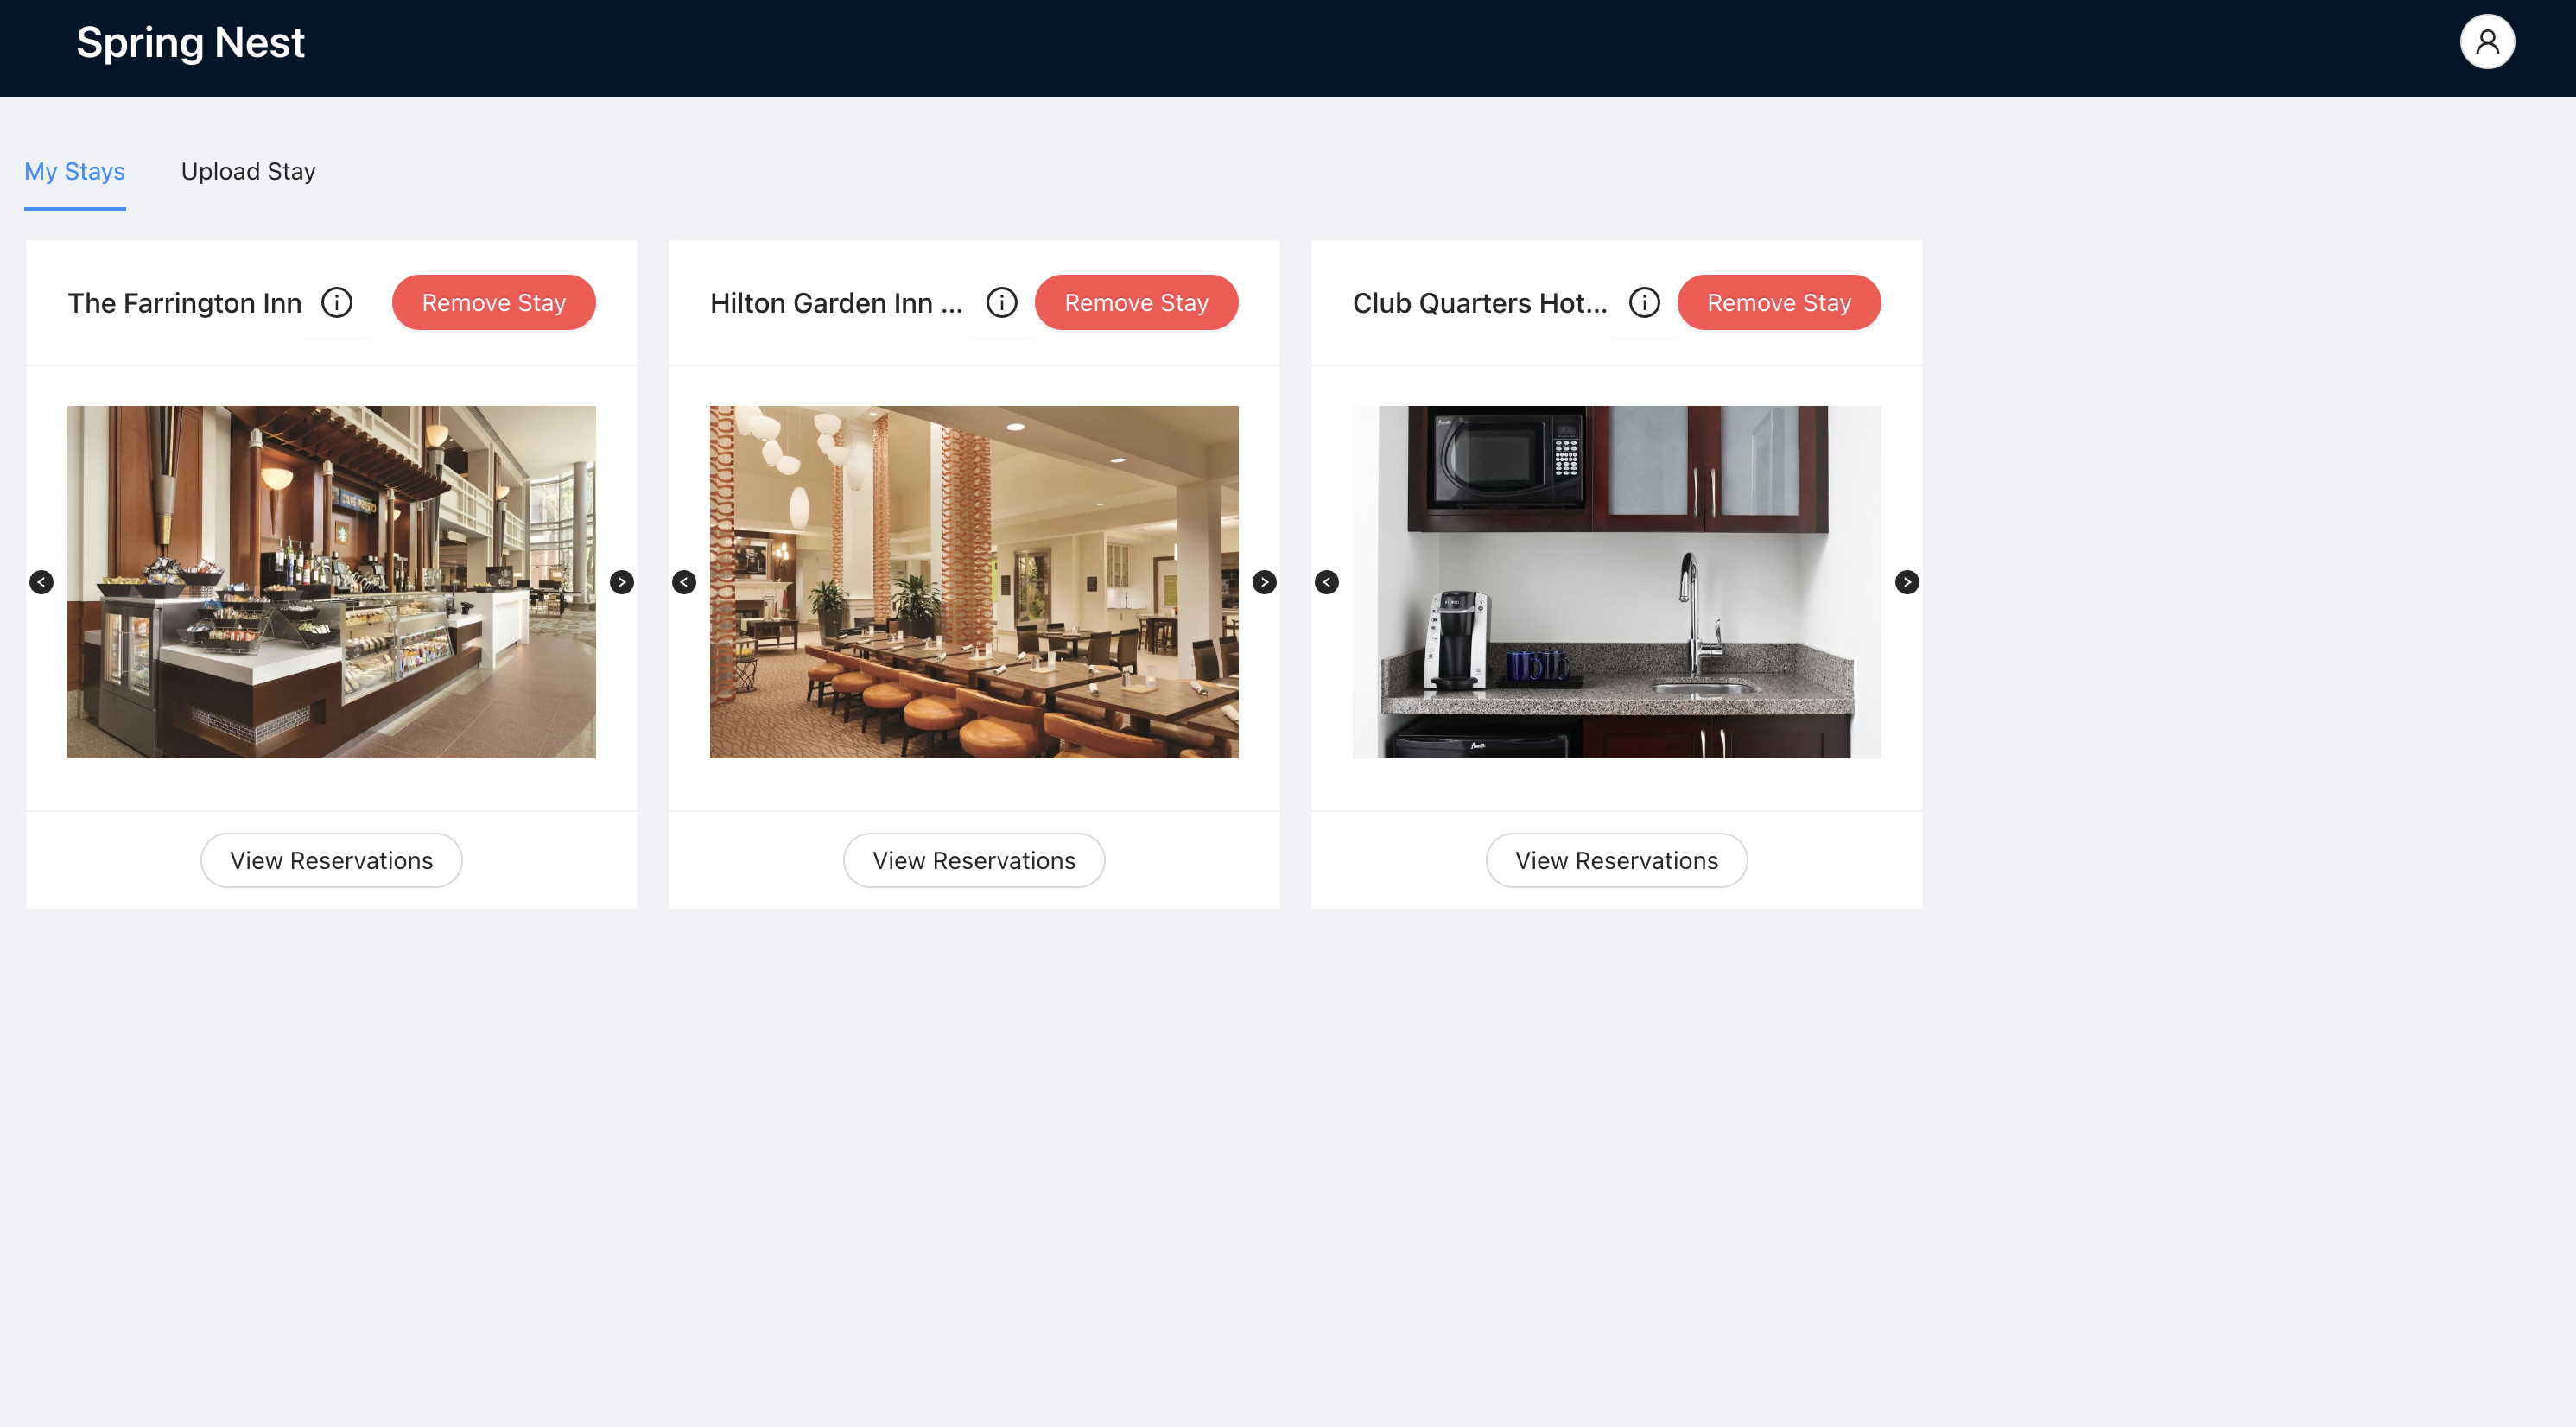 Spring Nest
My Stays
Upload Stay
The Farrington Inn
Remove Stay
Hilton Garden Inn ...
Remove Stay
Club Quarters Hot...
Remove Stay
View Reservations
View Reservations
View Reservations